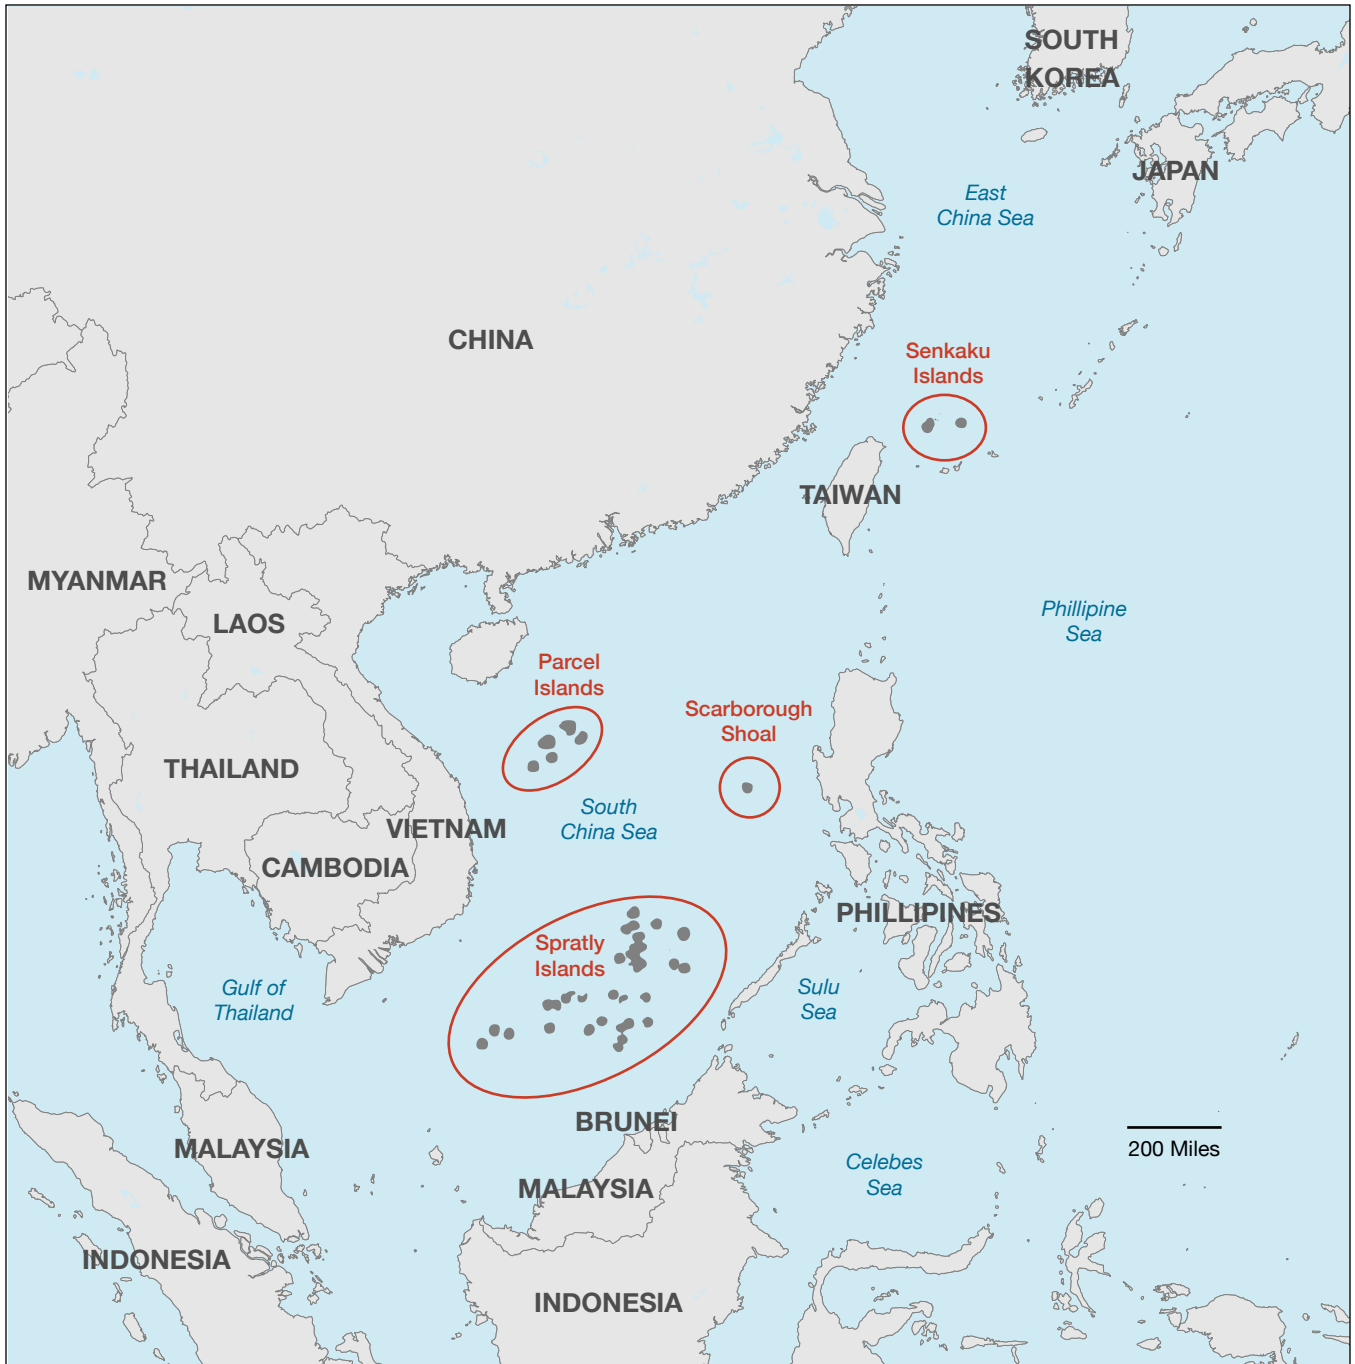 SOUTH
KOREA
JAPAN
East
China Sea
CHINA
Senkaku
Islands
TAIWAN
MYANMAR
LAOS
Phillipine
Sea
Parcel
Islands
Scarborough
Shoal
THAILAND
South
China Sea
VIETNAM
CAMBODIA
PHILLIPINES
Spratly
Islands
Gulf of
Thailand
Sulu
Sea
BRUNEI
200 Miles
MALAYSIA
Celebes
Sea
MALAYSIA
INDONESIA
INDONESIA